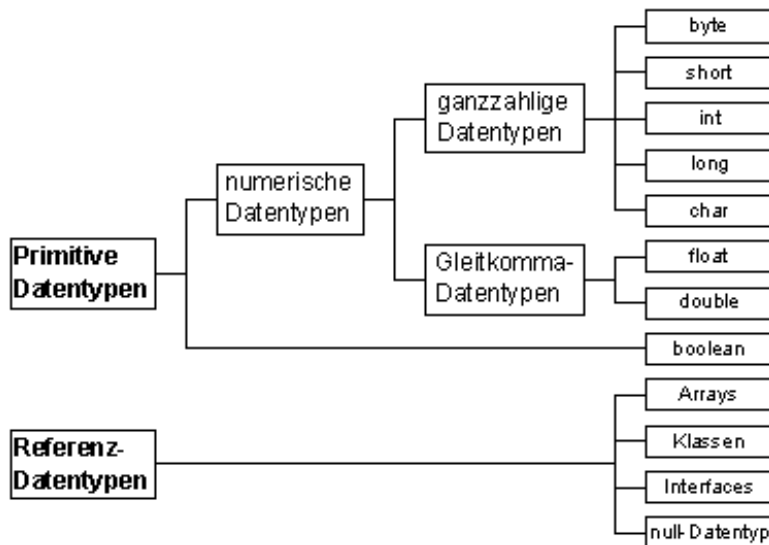 byte
short
ganzzahlige
Datentypen
int
long
numerische
Datentypen
char
Primitive
Datentypen
Gleitkomma-
Datentypen
float
double
boolean
Arrays
Referenz-
Datentypen
Klassen
Interfaces
null-Datentyp